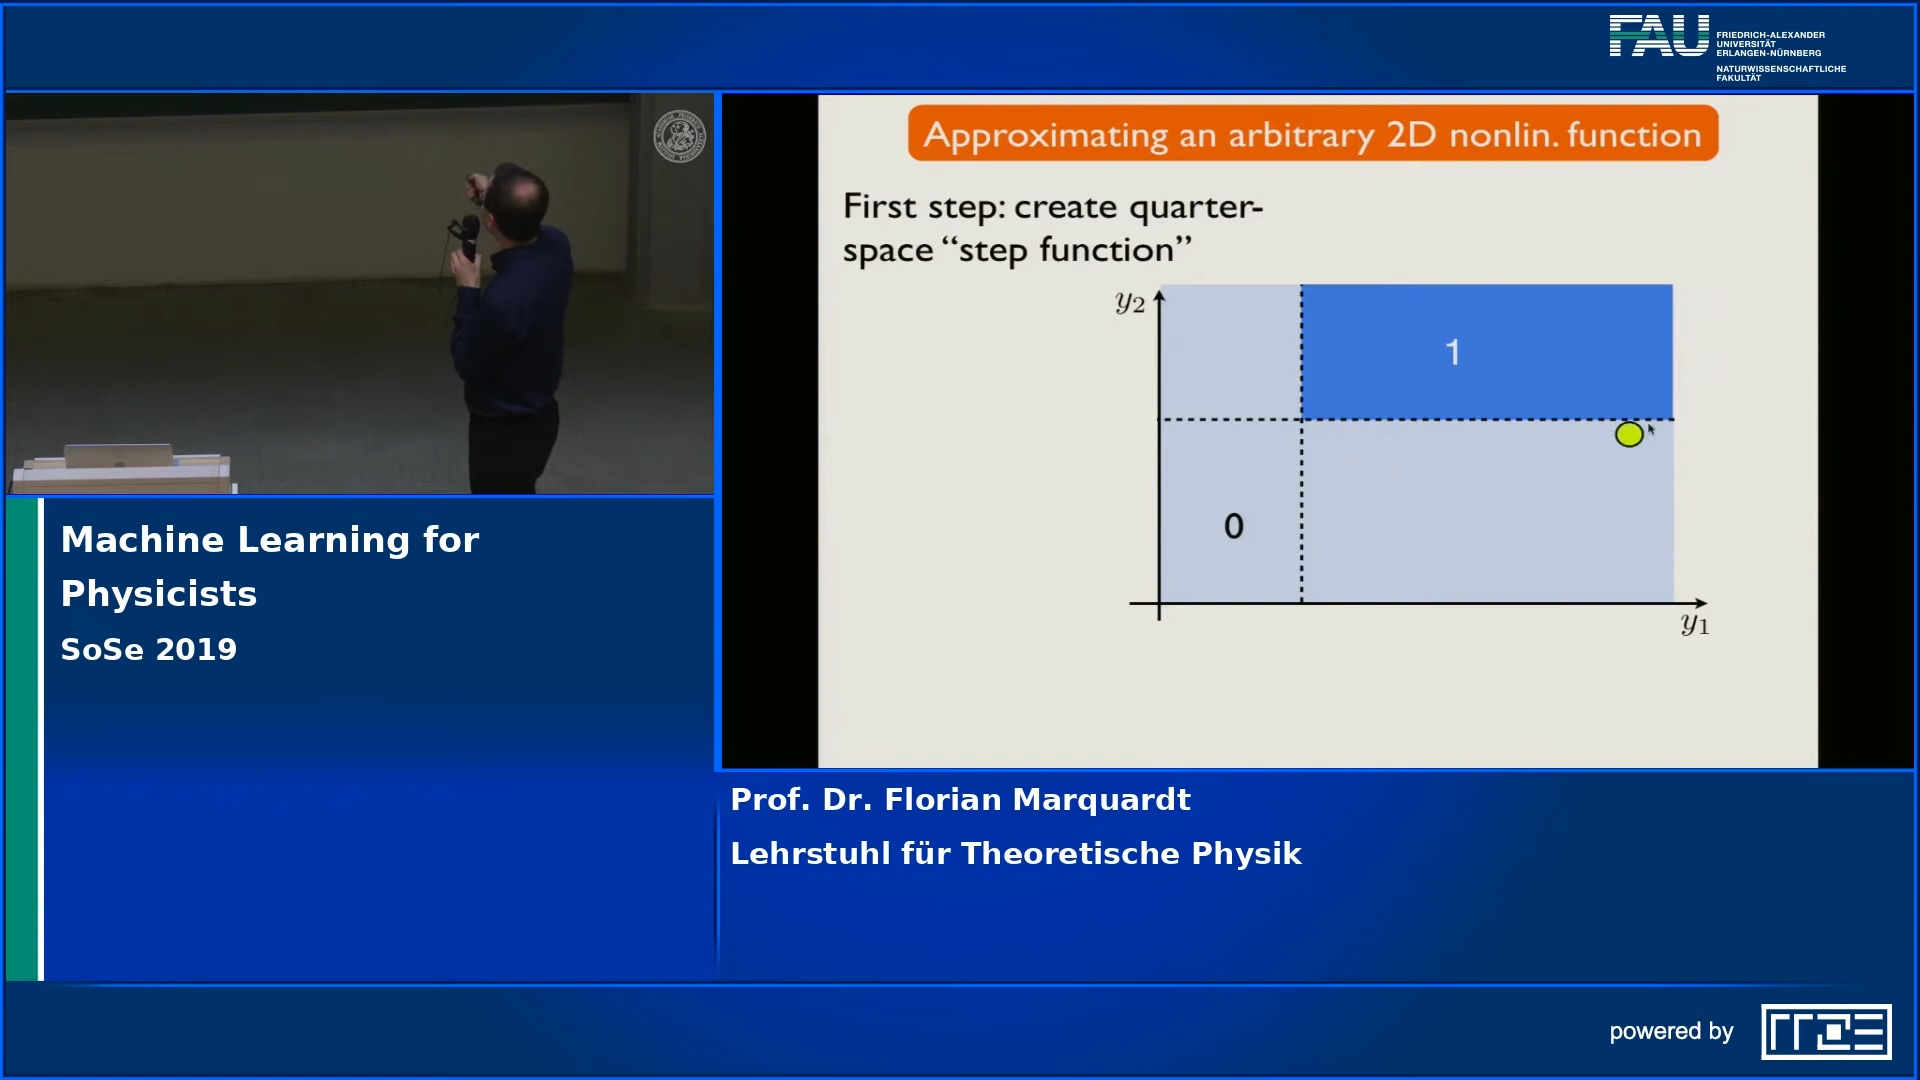 FAU
FRIEDRICH-ALEXANDER
UNIVERSITÄT
ERLANGEN-NÜRNBERG
NATURWISSENSCHAFTLICHE
FAKULTÄT
Approximating an arbitrary 2D nonlin. function
First step: create quarter-
space “step function”
y2
1
0
y1
Machine Learning for
Physicists
SoSe 2019
Prof. Dr. Florian Marquardt
Lehrstuhl für Theoretische Physik
powered by